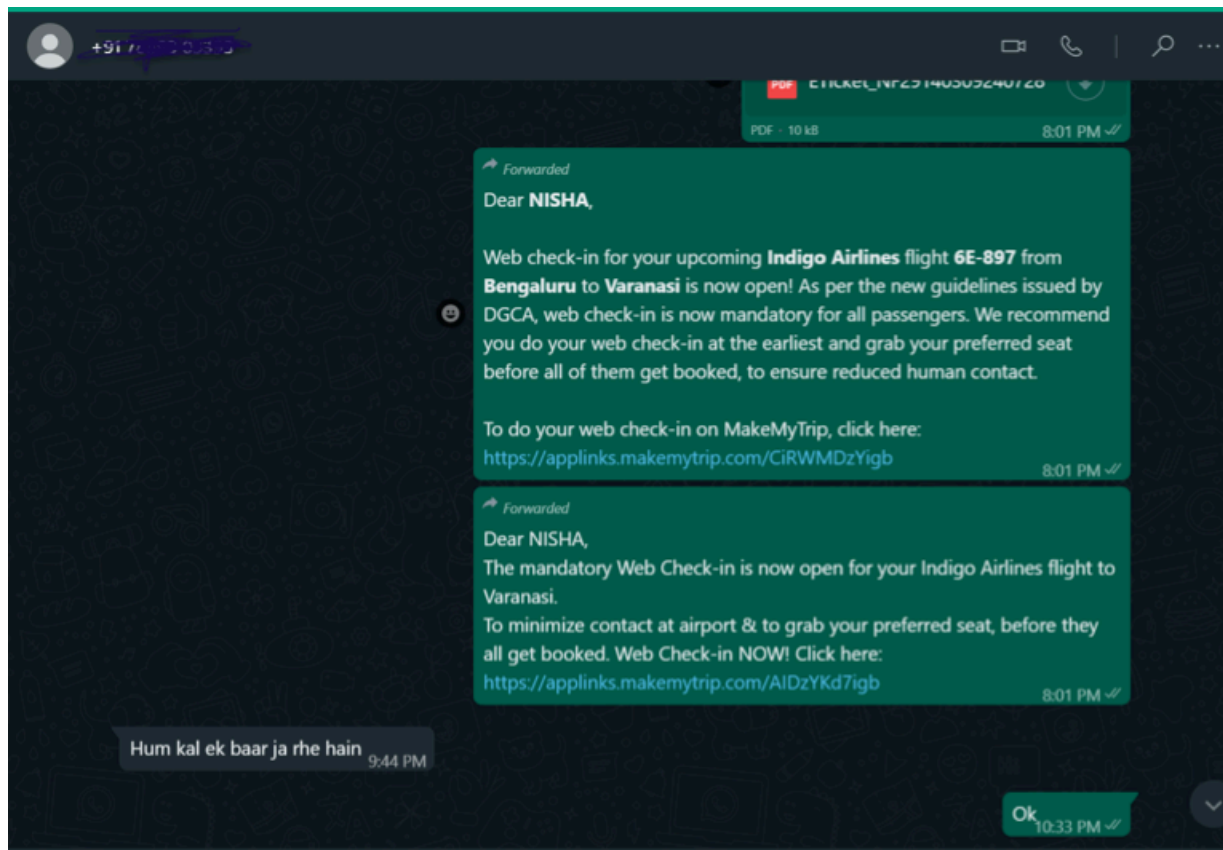 +91
PDF ETicket_NF29140309240728
PDF · 10 kB 8:01 PM
Forwarded
Dear NISHA,
Web check-in for your upcoming Indigo Airlines flight 6E-897 from
Bengaluru to Varanasi is now open! As per the new guidelines issued by
DGCA, web check-in is now mandatory for all passengers. We recommend
you do your web check-in at the earliest and grab your preferred seat
before all of them get booked, to ensure reduced human contact.
To do your web check-in on MakeMyTrip, click here:
https://applinks.makemytrip.com/CiRWMDzYigb
8:01 PM
Forwarded
Dear NISHA,
The mandatory Web Check-in is now open for your Indigo Airlines flight to
Varanasi.
To minimize contact at airport & to grab your preferred seat, before they
all get booked. Web Check-in NOW! Click here:
https://applinks.makemytrip.com/AIDzYKd7igb
8:01 PM
Hum kal ek baar ja rhe hain 9:44 PM
Ok 10:33 PM